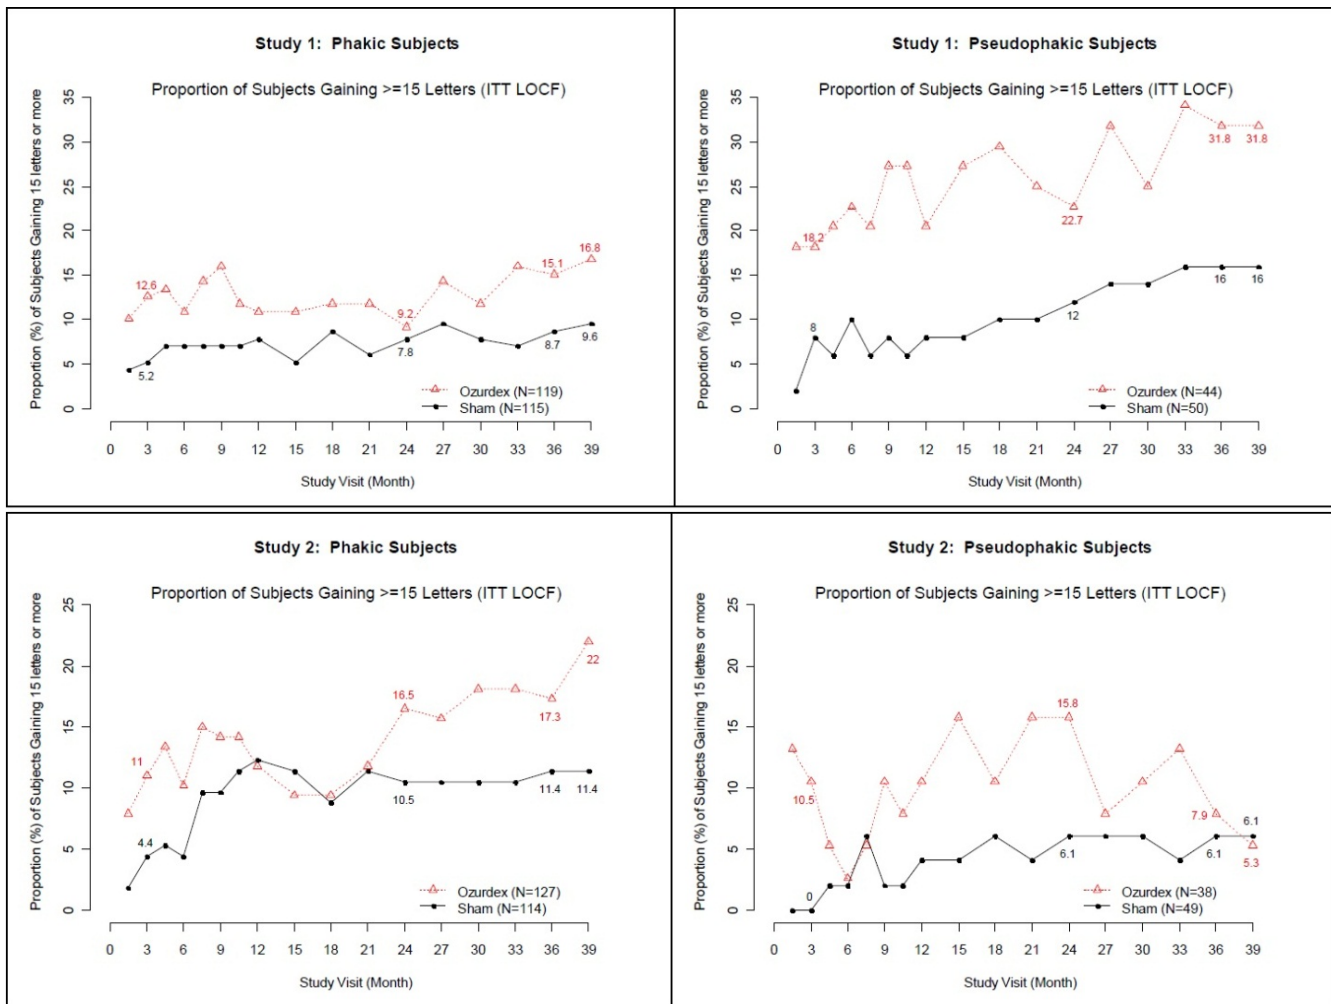 Study 1: Phakic Subjects
Proportion of Subjects Gaining >=15 Letters (ITT LOCF)
Proportion (%) of Subjects Gaining 15 letters or more
35
30
25
20
15
10
5
0
12.6
5.2
9.2
7.8
15.1
8.7
16.8
9.6
Ozurdex (N=119)
Sham (N=115)
0 3 6 9 12 15 18 21 24 27 30 33 36 39
Study Visit (Month)
Study 1: Pseudophakic Subjects
Proportion of Subjects Gaining >=15 Letters (ITT LOCF)
Proportion (%) of Subjects Gaining 15 letters or more
35
30
25
20
15
10
5
0
18.2
8
22.7
12
31.8
16
31.8
16
Ozurdex (N=44)
Sham (N=50)
0 3 6 9 12 15 18 21 24 27 30 33 36 39
Study Visit (Month)
Study 2: Phakic Subjects
Proportion of Subjects Gaining >=15 Letters (ITT LOCF)
Proportion (%) of Subjects Gaining 15 letters or more
25
20
15
10
5
0
11
4.4
16.5
10.5
17.3
11.4
22
11.4
Ozurdex (N=127)
Sham (N=114)
0 3 6 9 12 15 18 21 24 27 30 33 36 39
Study Visit (Month)
Study 2: Pseudophakic Subjects
Proportion of Subjects Gaining >=15 Letters (ITT LOCF)
Proportion (%) of Subjects Gaining 15 letters or more
25
20
15
10
5
0
10.5
0
15.8
6.1
7.9
6.1
6.1
5.3
Ozurdex (N=38)
Sham (N=49)
0 3 6 9 12 15 18 21 24 27 30 33 36 39
Study Visit (Month)